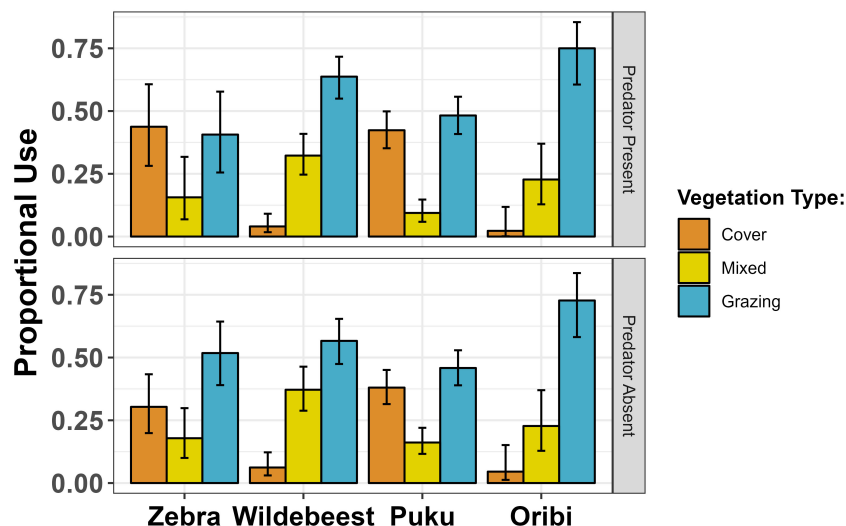 Proportional Use
0.75
0.50
0.25
0.00
Predator Present
0.75
0.50
0.25
0.00
Predator Absent
Zebra Wildebeest Puku Oribi
Vegetation Type:
Cover
Mixed
Grazing